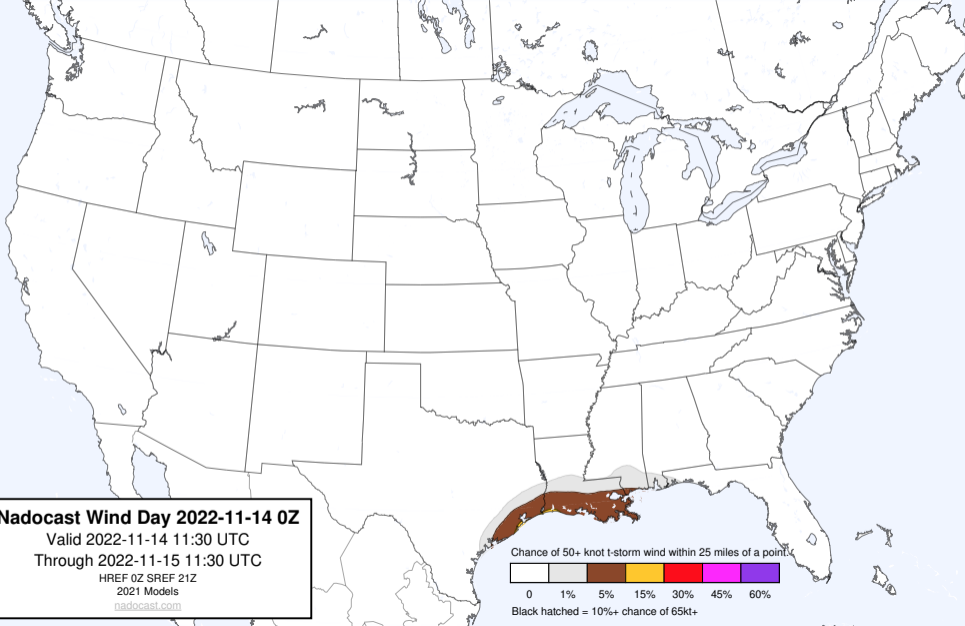 Nadocast Wind Day 2022-11-14 0Z
Valid 2022-11-14 11:30 UTC
Through 2022-11-15 11:30 UTC
HREF 0Z SREF 21Z
2021 Models
nadocast.com
Chance of 50+ knot t-storm wind within 25 miles of a point.
0 1% 5% 15% 30% 45% 60%
Black hatched = 10%+ chance of 65kt+